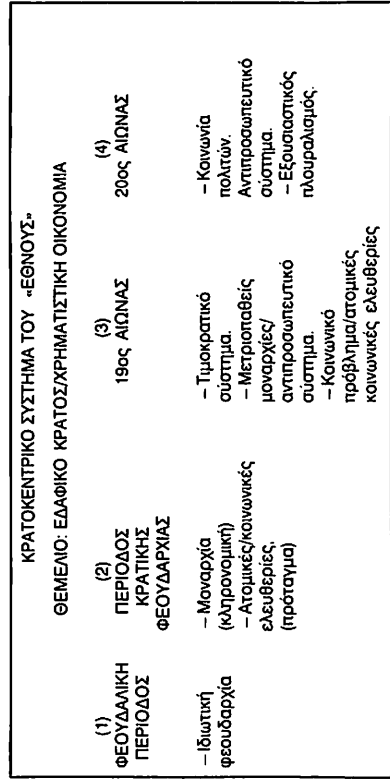 ΚΡΑΤΟΚΕΝΤΡΙΚΟ ΣΥΣΤΗΜΑ ΤΟΥ «ΕΘΝΟΥΣ»
ΘΕΜΕΛΙΟ: ΕΔΑΦΙΚΟ ΚΡΑΤΟΣ/ΧΡΗΜΑΤΙΣΤΙΚΗ ΟΙΚΟΝΟΜΙΑ
(1)
ΦΕΟΥΔΑΛΙΚΗ
ΠΕΡΙΟΔΟΣ
– Ιδιωτική
φεουδαρχία
(2)
ΠΕΡΙΟΔΟΣ
ΚΡΑΤΙΚΗΣ
ΦΕΟΥΔΑΡΧΙΑΣ
– Μοναρχία
(κληρονομική)
– Ατομικές/κοινωνικές
ελευθερίες,
(πρόταγμα)
(3)
19ος ΑΙΩΝΑΣ
– Τιμοκρατικό
σύστημα.
– Μετριοπαθείς
μοναρχίες/
αντιπροσωπευτικό
σύστημα.
– Κοινωνικό
πρόβλημα/ατομικές
κοινωνικές ελευθερίες
(4)
20ος ΑΙΩΝΑΣ
– Κοινωνία
πολιτών.
Αντιπροσωπευτικό
σύστημα.
– Εξουσιαστικός
πλουραλισμός.